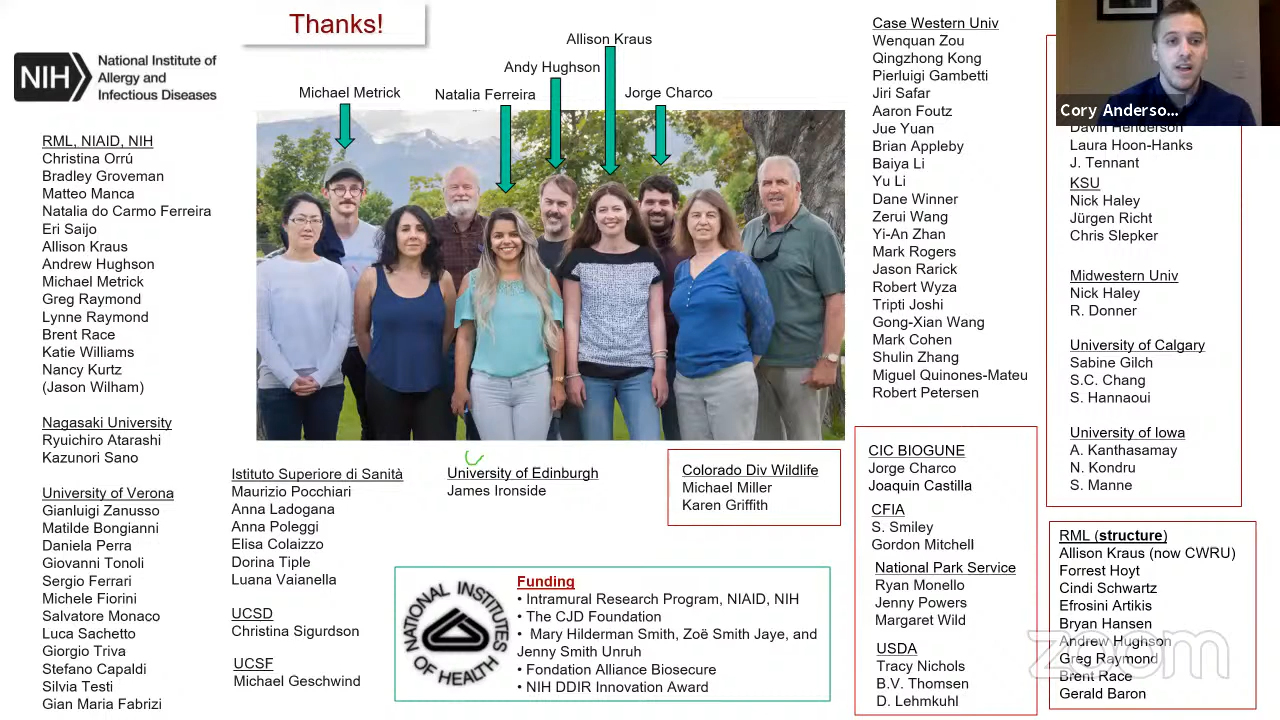 Thanks!
NIH
National Institute of
Allergy and
Infectious Diseases
Allison Kraus
Andy Hughson
Michael Metrick
Natalia Ferreira
Jorge Charco
RML, NIAID, NIH
Christina Orrú
Bradley Groveman
Matteo Manca
Natalia do Carmo Ferreira
Eri Saijo
Allison Kraus
Andrew Hughson
Michael Metrick
Greg Raymond
Lynne Raymond
Brent Race
Katie Williams
Nancy Kurtz
(Jason Wilham)
Nagasaki University
Ryuichiro Atarashi
Kazunori Sano
University of Verona
Gianluigi Zanusso
Matilde Bongianni
Daniela Perra
Giovanni Tonoli
Sergio Ferrari
Michele Fiorini
Salvatore Monaco
Luca Sachetto
Giorgio Triva
Stefano Capaldi
Silvia Testi
Gian Maria Fabrizi
Istituto Superiore di Sanità
Maurizio Pocchiari
Anna Ladogana
Anna Poleggi
Elisa Colaizzo
Dorina Tiple
Luana Vaianella
UCSD
Christina Sigurdson
UCSF
Michael Geschwind
University of Edinburgh
James Ironside
NATIONAL INSTITUTES
OF HEALTH
Funding
• Intramural Research Program, NIAID, NIH
• The CJD Foundation
• Mary Hilderman Smith, Zoë Smith Jaye, and
Jenny Smith Unruh
• Fondation Alliance Biosecure
• NIH DDIR Innovation Award
Colorado Div Wildlife
Michael Miller
Karen Griffith
Case Western Univ
Wenquan Zou
Qingzhong Kong
Pierluigi Gambetti
Jiri Safar
Aaron Foutz
Jue Yuan
Brian Appleby
Baiya Li
Yu Li
Dane Winner
Zerui Wang
Yi-An Zhan
Mark Rogers
Jason Rarick
Robert Wyza
Tripti Joshi
Gong-Xian Wang
Mark Cohen
Shulin Zhang
Miguel Quinones-Mateu
Robert Petersen
CIC BIOGUNE
Jorge Charco
Joaquin Castilla
CFIA
S. Smiley
Gordon Mitchell
National Park Service
Ryan Monello
Jenny Powers
Margaret Wild
USDA
Tracy Nichols
B.V. Thomsen
D. Lehmkuhl
Cory Anderso...
Davin Henderson
Laura Hoon-Hanks
J. Tennant
KSU
Nick Haley
Jürgen Richt
Chris Slepker
Midwestern Univ
Nick Haley
R. Donner
University of Calgary
Sabine Gilch
S.C. Chang
S. Hannaoui
University of Iowa
A. Kanthasamay
N. Kondru
S. Manne
RML (structure)
Allison Kraus (now CWRU)
Forrest Hoyt
Cindi Schwartz
Efrosini Artikis
Bryan Hansen
Andrew Hughson
Greg Raymond
Brent Race
Gerald Baron
zoom